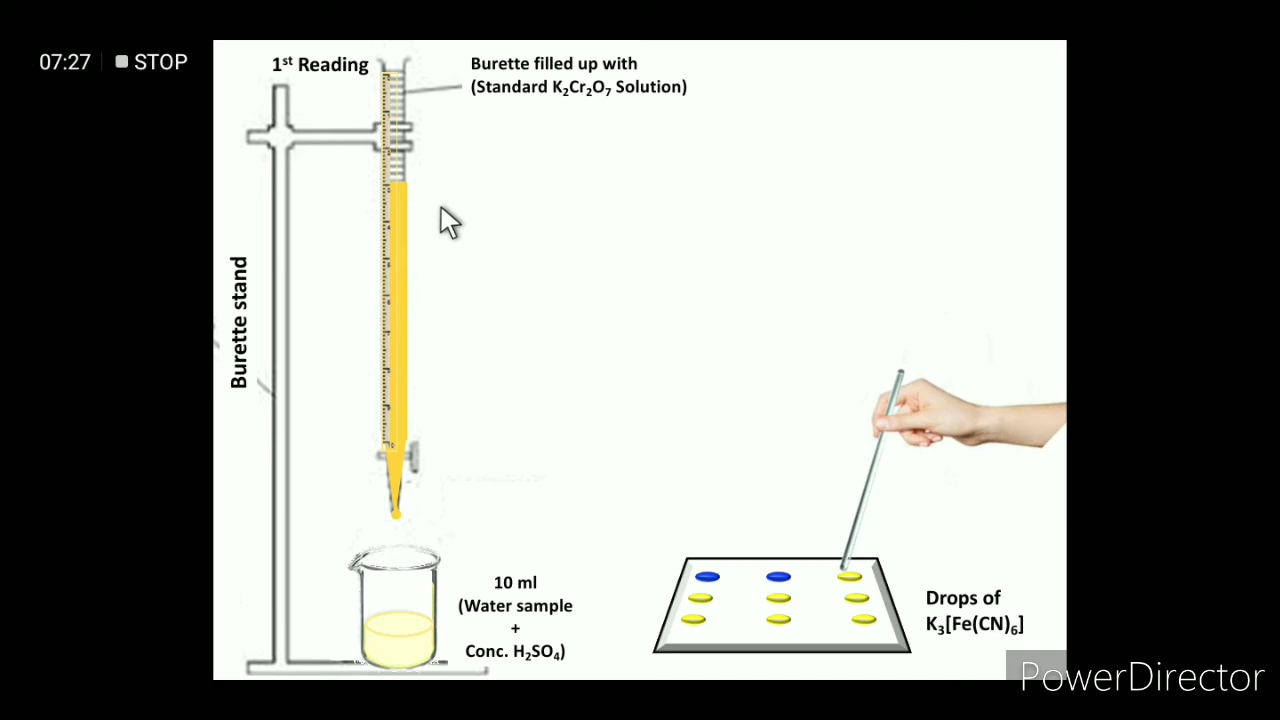 07:27
STOP
1st Reading
Burette filled up with
(Standard K₂Cr₂O₇ Solution)
Burette stand
10 ml
(Water sample
+
Conc. H₂SO₄)
Drops of
K₃[Fe(CN)₆]
PowerDirector